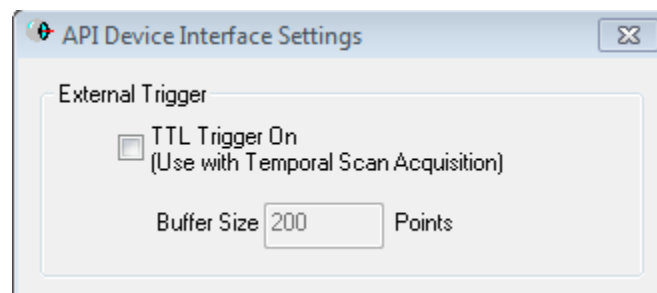 API Device Interface Settings
External Trigger
TTL Trigger On
(Use with Temporal Scan Acquisition)
Buffer Size 200 Points